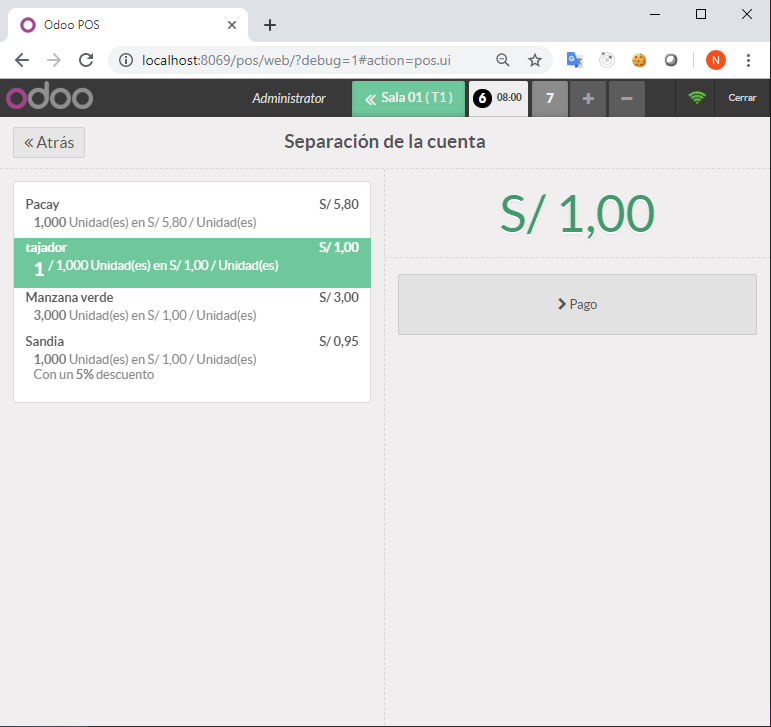 Odoo POS
localhost:8069/pos/web/?debug=1#action=pos.ui
N
odoo
Administrator
Sala 01 ( T1 )
6 08:00
7
Cerrar
Atrás
Separación de la cuenta
Pacay S/ 5,80
1,000 Unidad(es) en S/ 5,80 / Unidad(es)
tajador S/ 1,00
1 / 1,000 Unidad(es) en S/ 1,00 / Unidad(es)
Manzana verde S/ 3,00
3,000 Unidad(es) en S/ 1,00 / Unidad(es)
Sandia S/ 0,95
1,000 Unidad(es) en S/ 1,00 / Unidad(es)
Con un 5% descuento
S/ 1,00
Pago